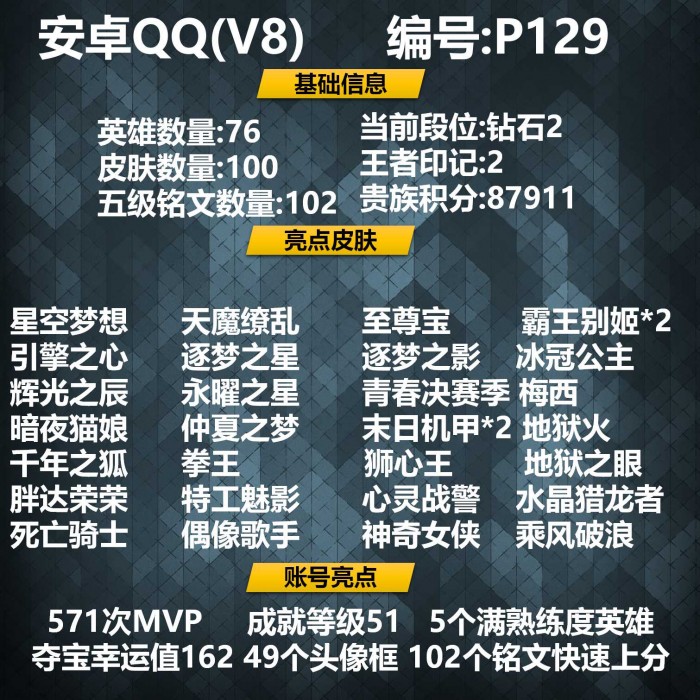 安卓QQ(V8) 编号:P129
基础信息
英雄数量:76 当前段位:钻石2
皮肤数量:100 王者印记:2
五级铭文数量:102 贵族积分:87911
亮点皮肤
星空梦想 天魔缭乱 至尊宝 霸王别姬*2
引擎之心 逐梦之星 逐梦之影 冰冠公主
辉光之辰 永曜之星 青春决赛季 梅西
暗夜猫娘 仲夏之梦 末日机甲*2 地狱火
千年之狐 拳王 狮心王 地狱之眼
胖达荣荣 特工魅影 心灵战警 水晶猎龙者
死亡骑士 偶像歌手 神奇女侠 乘风破浪
账号亮点
571次MVP 成就等级51 5个满熟练度英雄
夺宝幸运值162 49个头像框 102个铭文快速上分